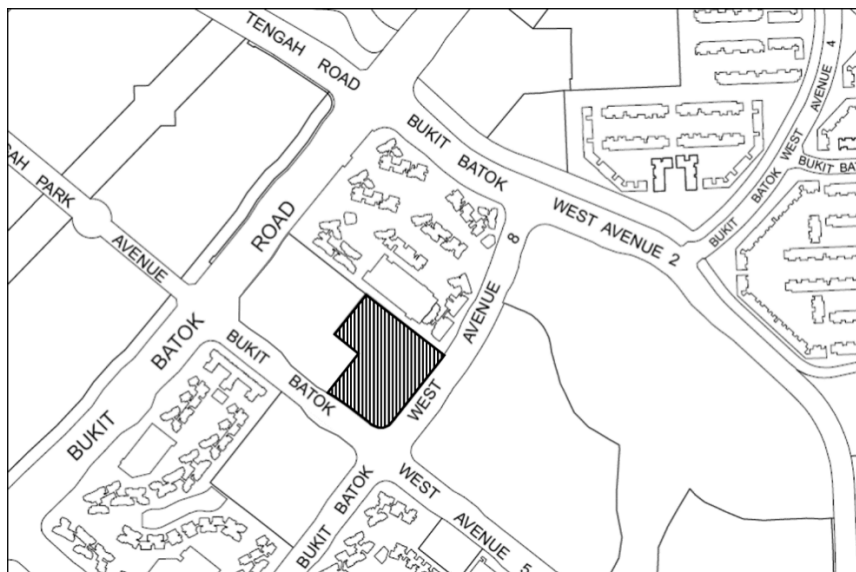 TENGAH ROAD
BUKIT BATOK WEST AVENUE 2
BUKIT BATOK WEST AVENUE 4
BUKIT BA
GAH PARK AVENUE
BUKIT BATOK ROAD
BUKIT BATOK WEST AVENUE 8
BUKIT BATOK WEST AVENUE 5